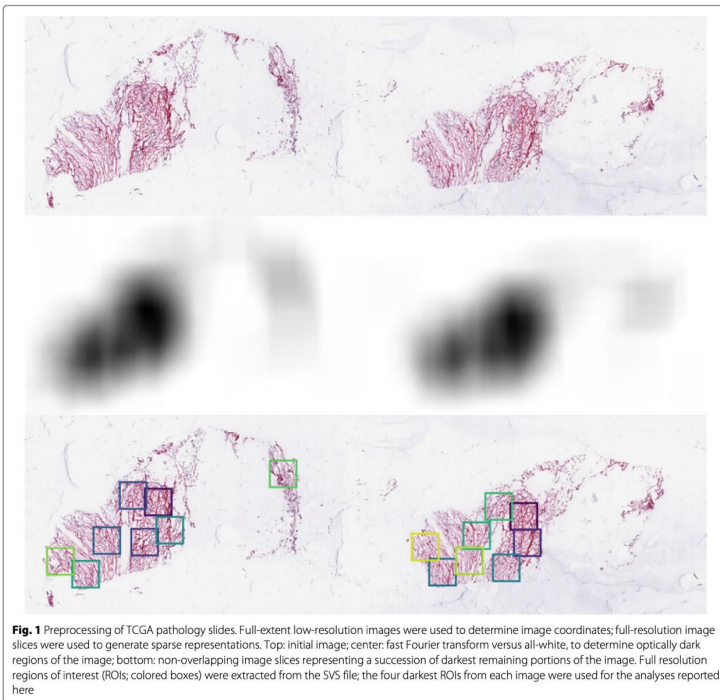 Fig. 1 Preprocessing of TCGA pathology slides. Full-extent low-resolution images were used to determine image coordinates; full-resolution image
slices were used to generate sparse representations. Top: initial image; center: fast Fourier transform versus all-white, to determine optically dark
regions of the image; bottom: non-overlapping image slices representing a succession of darkest remaining portions of the image. Full resolution
regions of interest (ROIs; colored boxes) were extracted from the SVS file; the four darkest ROIs from each image were used for the analyses reported
here